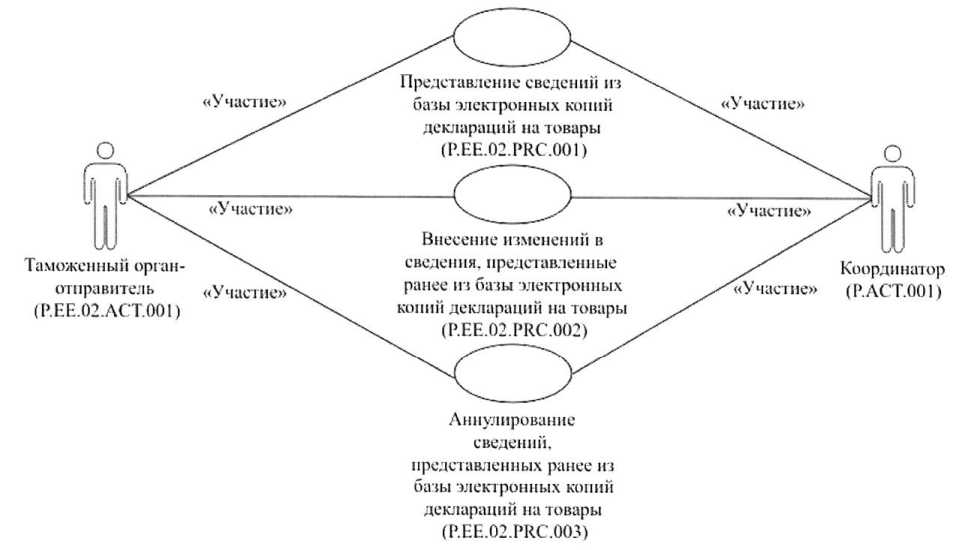 Представление сведений из
базы электронных копий
деклараций на товары
(P.EE.02.PRC.001)
«Участие»
«Участие»
«Участие»
«Участие»
Внесение изменений в
сведения, представленные
ранее из базы электронных
копий деклараций на товары
(P.EE.02.PRC.002)
Таможенный орган-
отправитель
(P.EE.02.ACT.001)
Координатор
(P.ACT.001)
«Участие»
«Участие»
Аннулирование
сведений,
представленных ранее из
базы электронных копий
деклараций на товары
(P.EE.02.PRC.003)